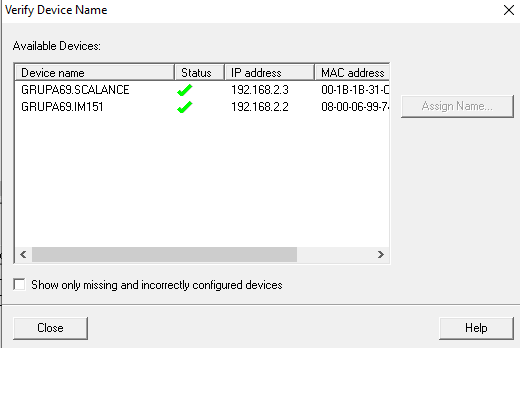 Verify Device Name
Available Devices:
Device name Status IP address MAC address
GRUPA69.SCALANCE 192.168.2.3 00-1B-1B-31-C
GRUPA69.IM151 192.168.2.2 08-00-06-99-74
Assign Name...
Show only missing and incorrectly configured devices
Close Help